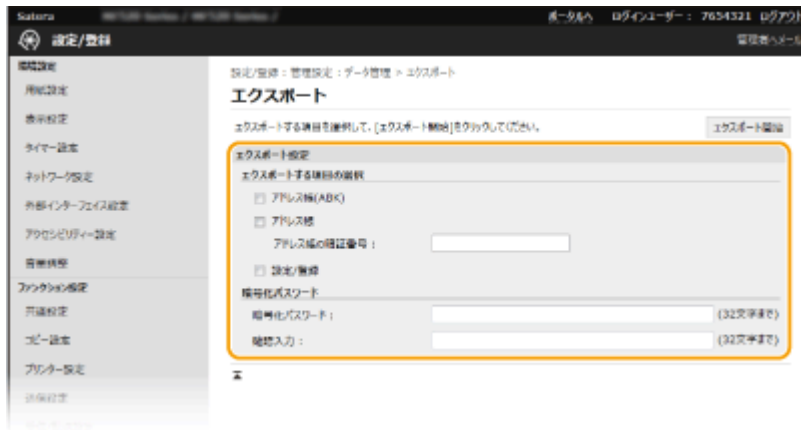 Satera
ポータルへ ログインユーザー： 7654321 ログアウト
設定/登録
管理者へメール
環境設定
用紙設定
表示設定
タイマー設定
ネットワーク設定
外部インターフェイス設定
アクセシビリティー設定
音量調整
ファンクション設定
共通設定
コピー設定
プリンター設定
送信設定
設定/登録：管理設定：データ管理 > エクスポート
エクスポート
エクスポートする項目を選択して、[エクスポート開始]をクリックしてください。
エクスポート開始
エクスポート設定
エクスポートする項目の選択
アドレス帳(ABK)
アドレス帳
アドレス帳の暗証番号：
設定/登録
暗号化パスワード
暗号化パスワード： (32文字まで)
確認入力： (32文字まで)